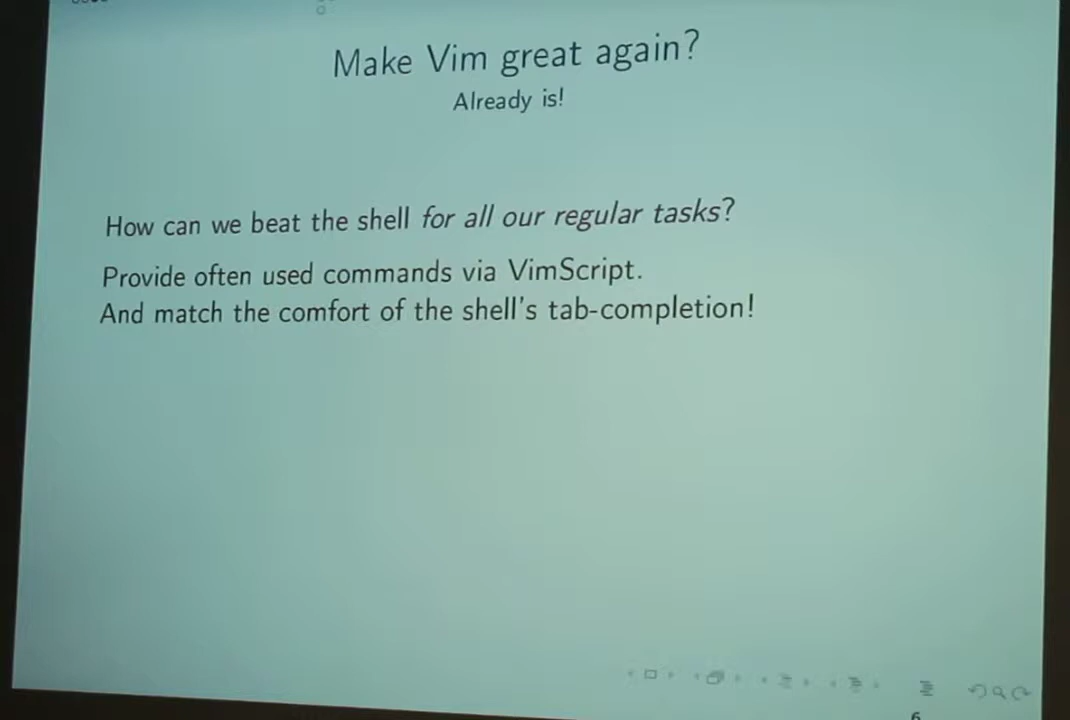 Make Vim great again?
Already is!
How can we beat the shell for all our regular tasks?
Provide often used commands via VimScript.
And match the comfort of the shell's tab-completion!
6